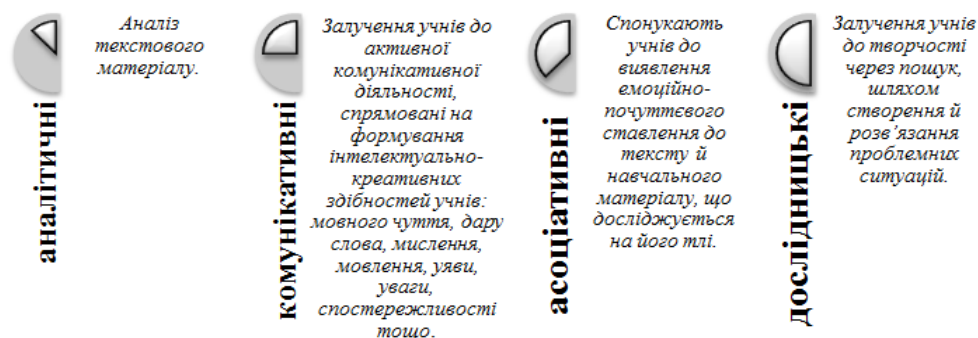 аналітичні
Аналіз
текстового
матеріалу.
комунікативні
Залучення учнів до
активної
комунікативної
діяльності,
спрямовані на
формування
інтелектуально-
креативних
здібностей учнів:
мовного чуття, дару
слова, мислення,
мовлення, уяви,
уваги,
спостережливості
тощо.
асоціативні
Спонукають
учнів до
виявлення
емоційно-
почуттєвого
ставлення до
тексту й
навчального
матеріалу, що
досліджується
на його тлі.
дослідницькі
Залучення учнів
до творчості
через пошук,
шляхом
створення й
розв’язання
проблемних
ситуацій.